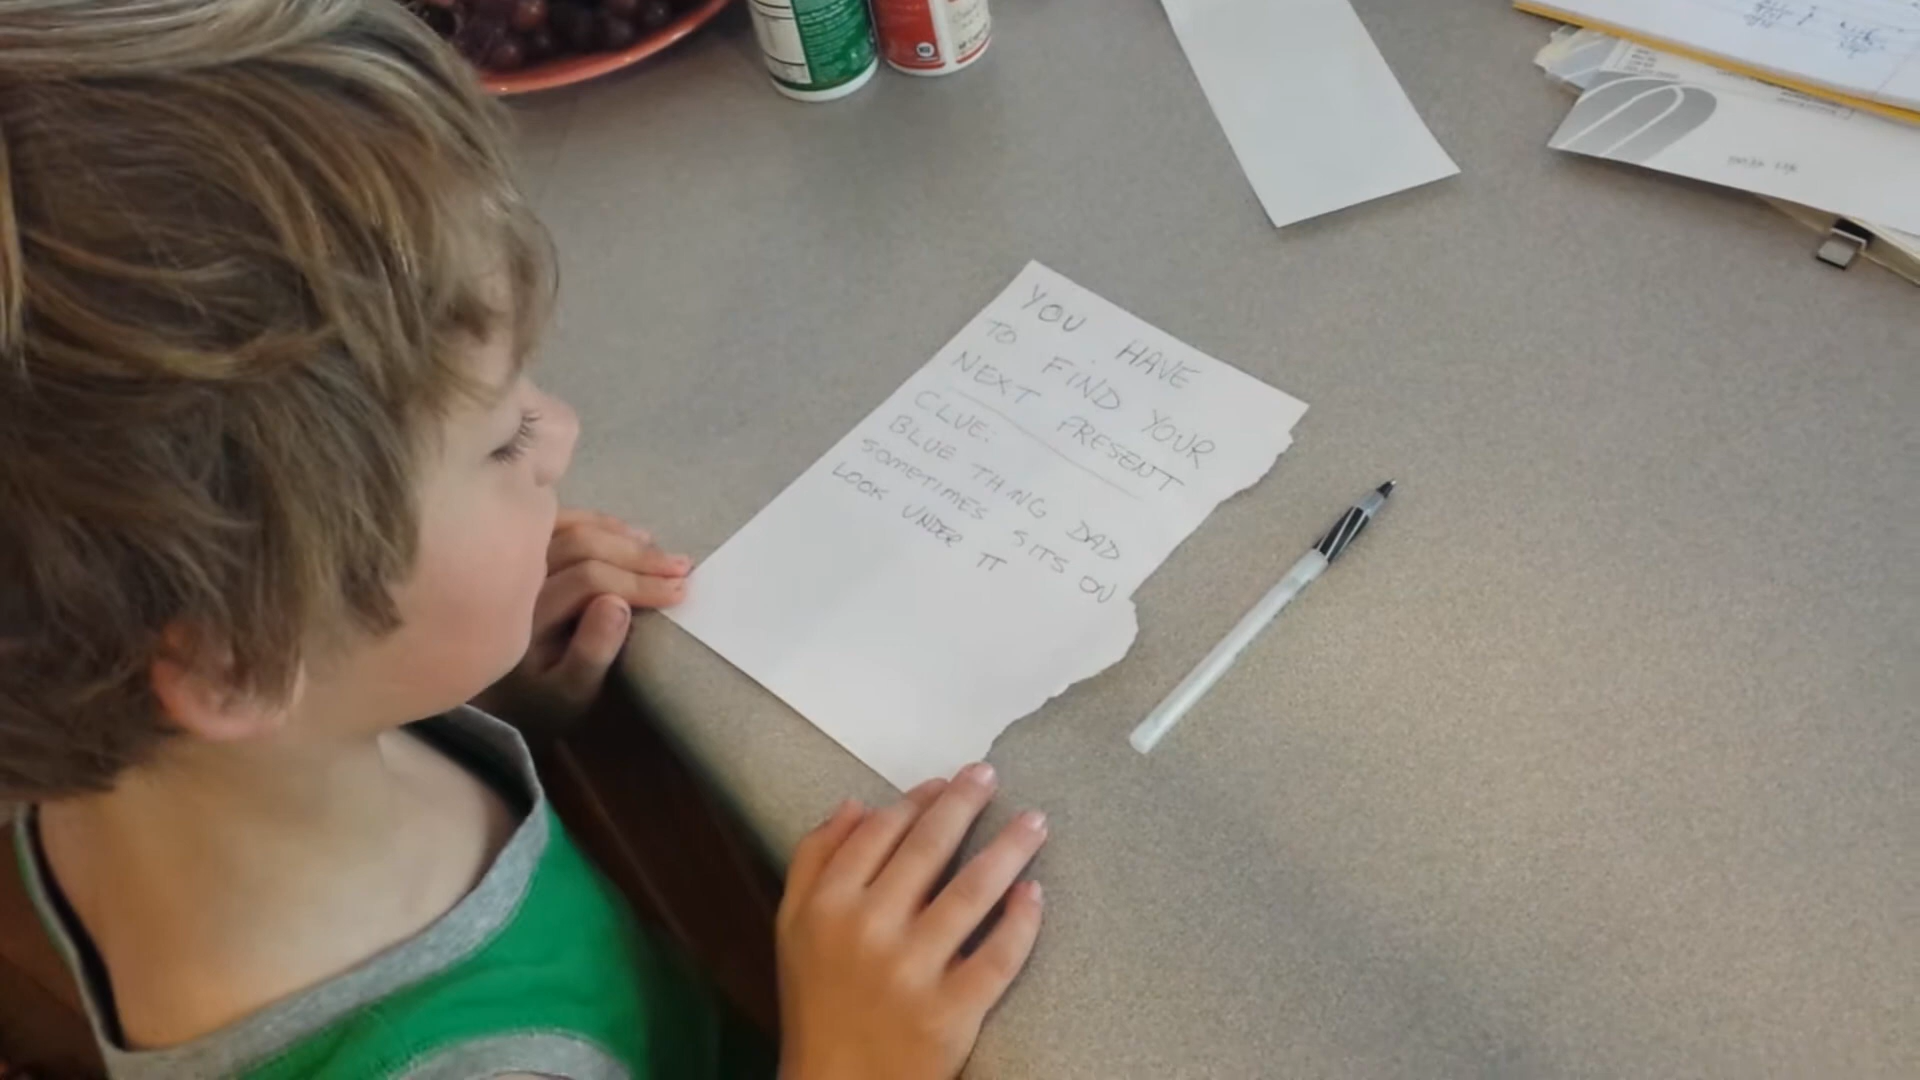 YOU HAVE
TO FIND YOUR
NEXT PRESENT
CLUE:
BLUE THING DAD
SOMETIMES SITS ON
LOOK UNDER IT